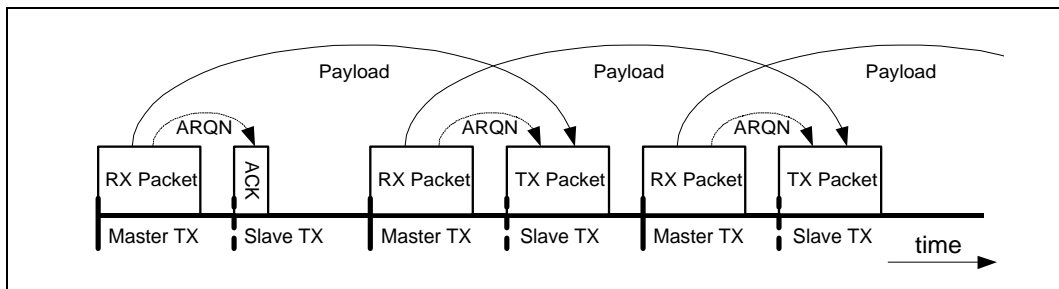 Payload
Payload
Payload
ARQN
ARQN
ARQN
RX Packet
ACK
RX Packet
TX Packet
RX Packet
TX Packet
Master TX
Slave TX
Master TX
Slave TX
Master TX
Slave TX
time